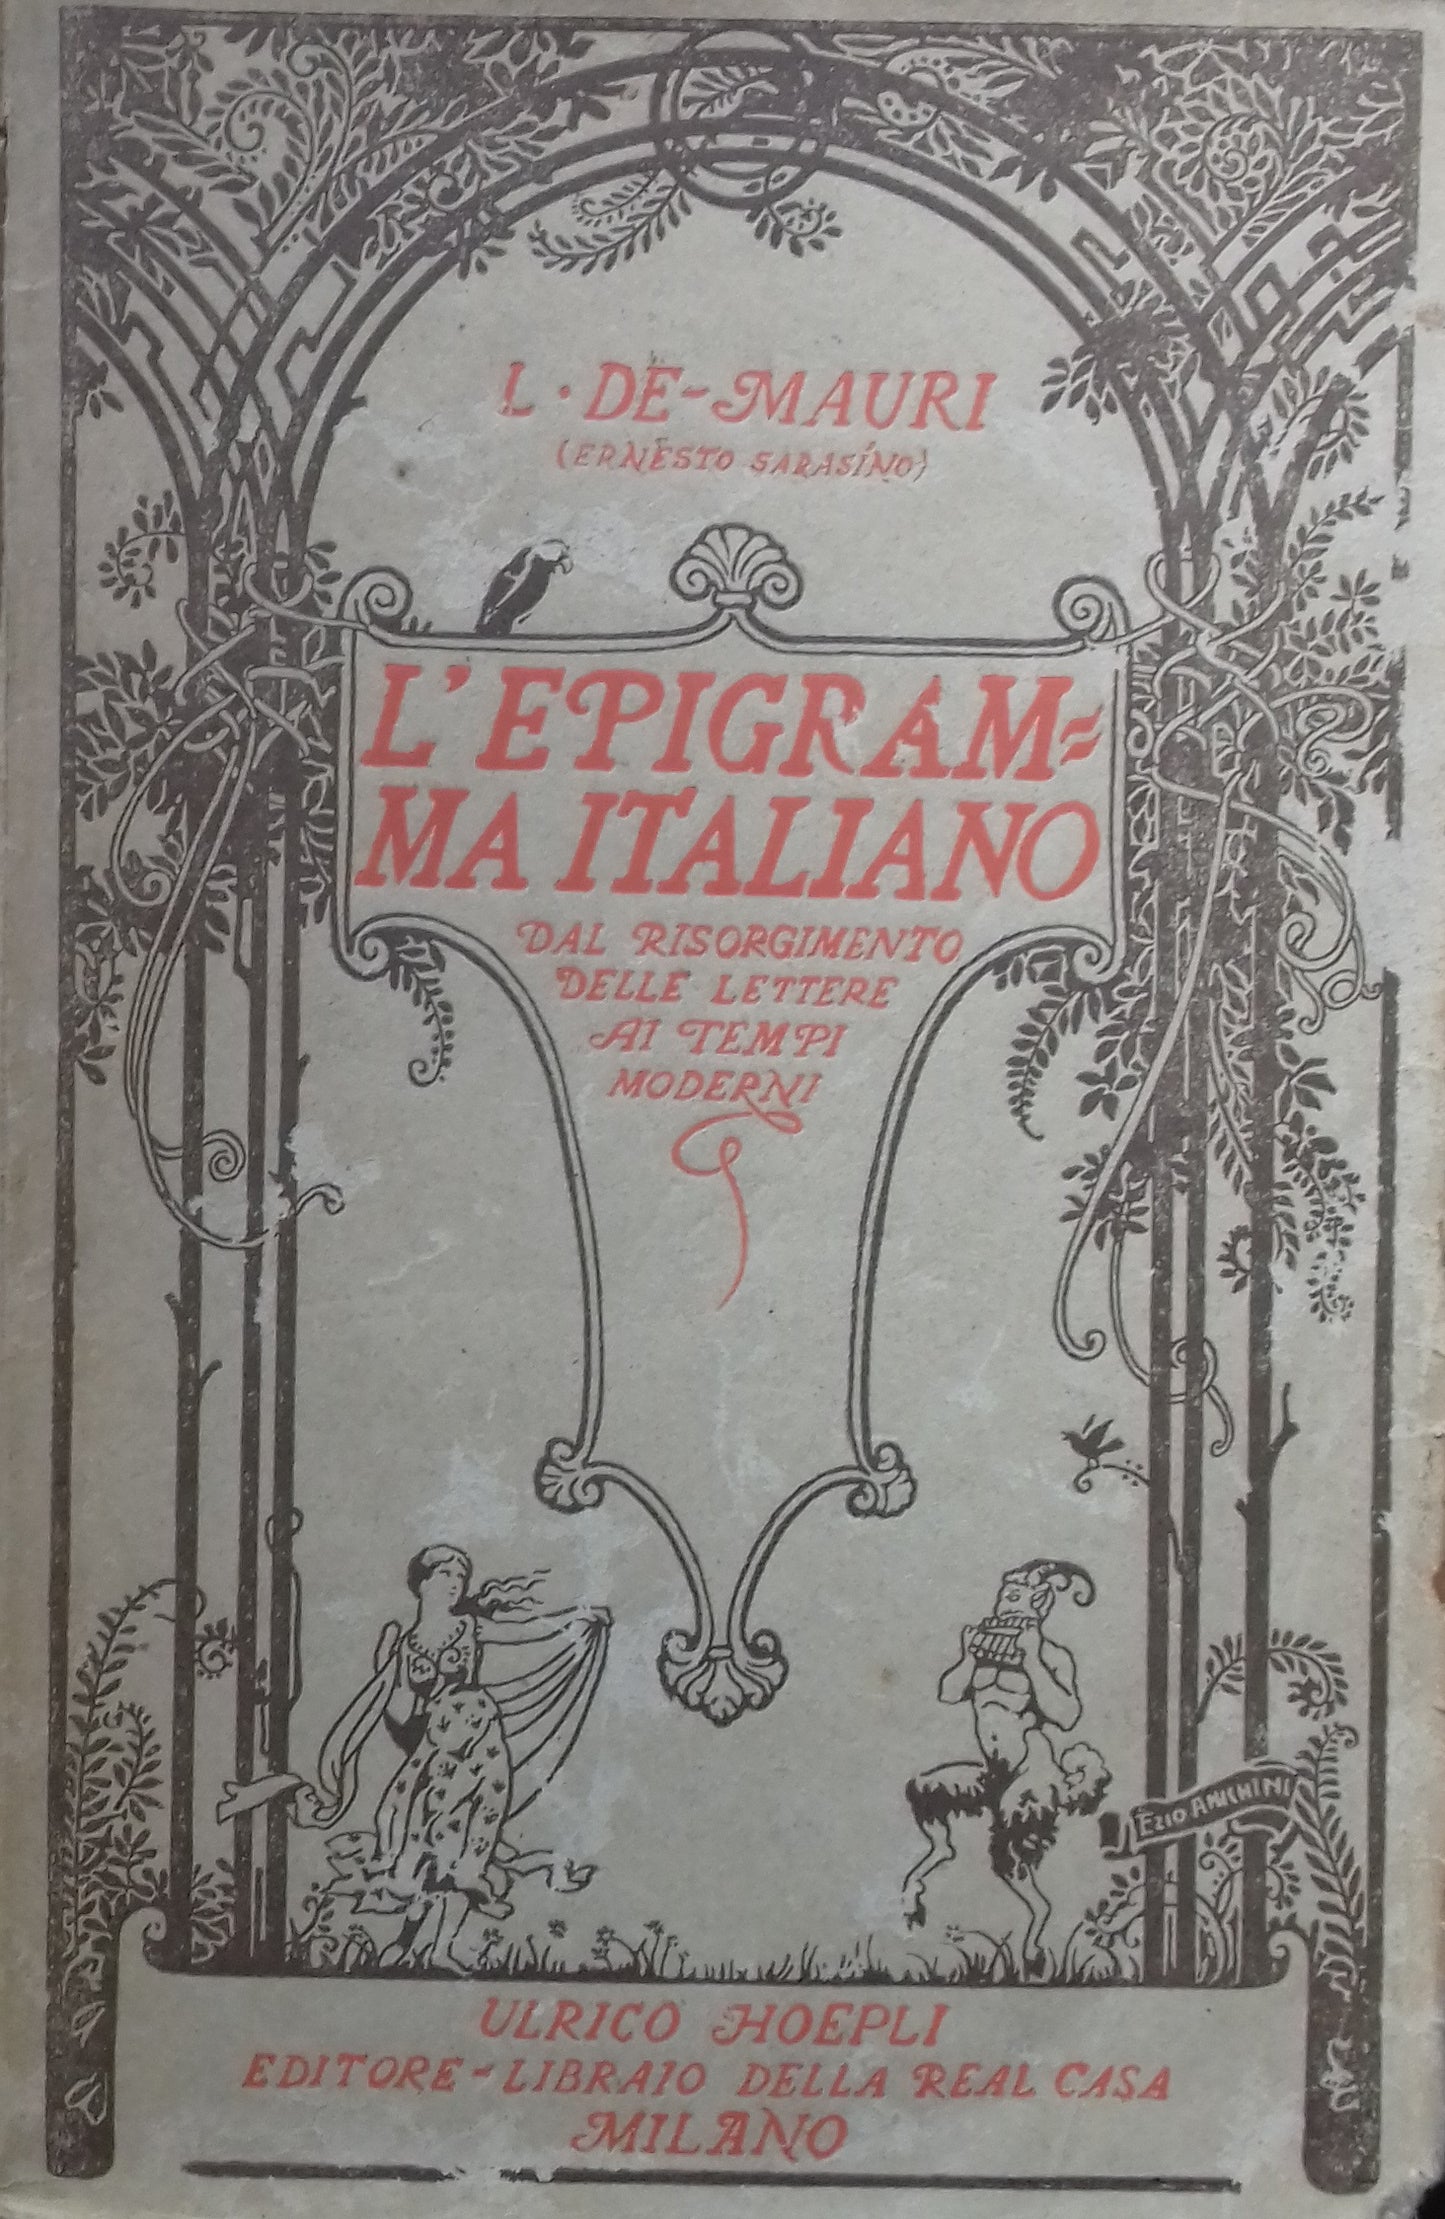 L · DE-MAURI
(ERNESTO SARASINO)
L'EPIGRAM=
MA ITALIANO
DAL RISORGIMENTO
DELLE LETTERE
AI TEMPI
MODERNI
EZIO ANICHINI
ULRICO HOEPLI
EDITORE-LIBRAIO DELLA REAL CASA
MILANO